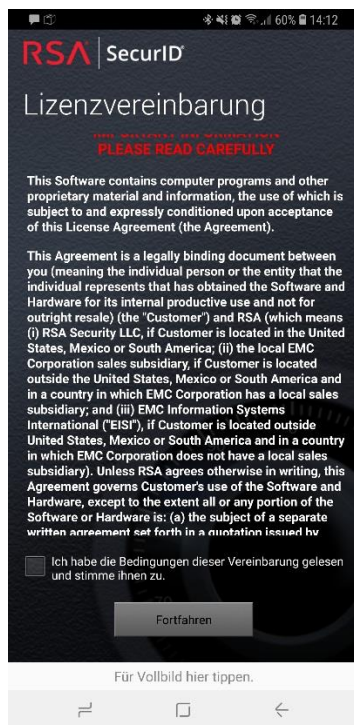 60% 14:12
RSA SecurID®
Lizenzvereinbarung
IMPORTANT INFORMATION
PLEASE READ CAREFULLY
This Software contains computer programs and other
proprietary material and information, the use of which is
subject to and expressly conditioned upon acceptance
of this License Agreement (the Agreement).
This Agreement is a legally binding document between
you (meaning the individual person or the entity that the
individual represents that has obtained the Software and
Hardware for its internal productive use and not for
outright resale) (the "Customer") and RSA (which means
(i) RSA Security LLC, if Customer is located in the United
States, Mexico or South America; (ii) the local EMC
Corporation sales subsidiary, if Customer is located
outside the United States, Mexico or South America and
in a country in which EMC Corporation has a local sales
subsidiary; and (iii) EMC Information Systems
International ("EISI"), if Customer is located outside
United States, Mexico or South America and in a country
in which EMC Corporation does not have a local sales
subsidiary). Unless RSA agrees otherwise in writing, this
Agreement governs Customer's use of the Software and
Hardware, except to the extent all or any portion of the
Software or Hardware is: (a) the subject of a separate
written agreement set forth in a quotation issued by
Ich habe die Bedingungen dieser Vereinbarung gelesen
und stimme ihnen zu.
Fortfahren
Für Vollbild hier tippen.